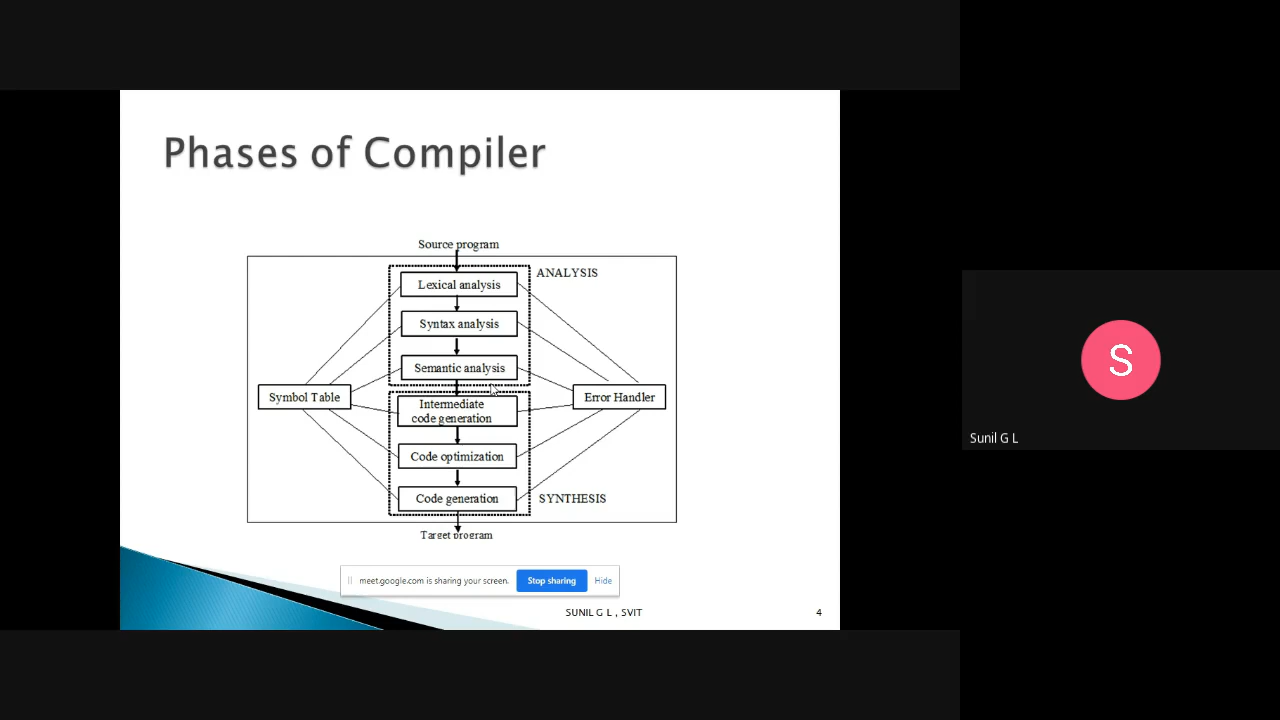 Phases of Compiler
Source program
ANALYSIS
Lexical analysis
Syntax analysis
Semantic analysis
Symbol Table
Error Handler
Intermediate
code generation
Code optimization
Code generation
SYNTHESIS
Target program
meet.google.com is sharing your screen.
Stop sharing
Hide
SUNIL G L , SVIT
4
S
Sunil G L